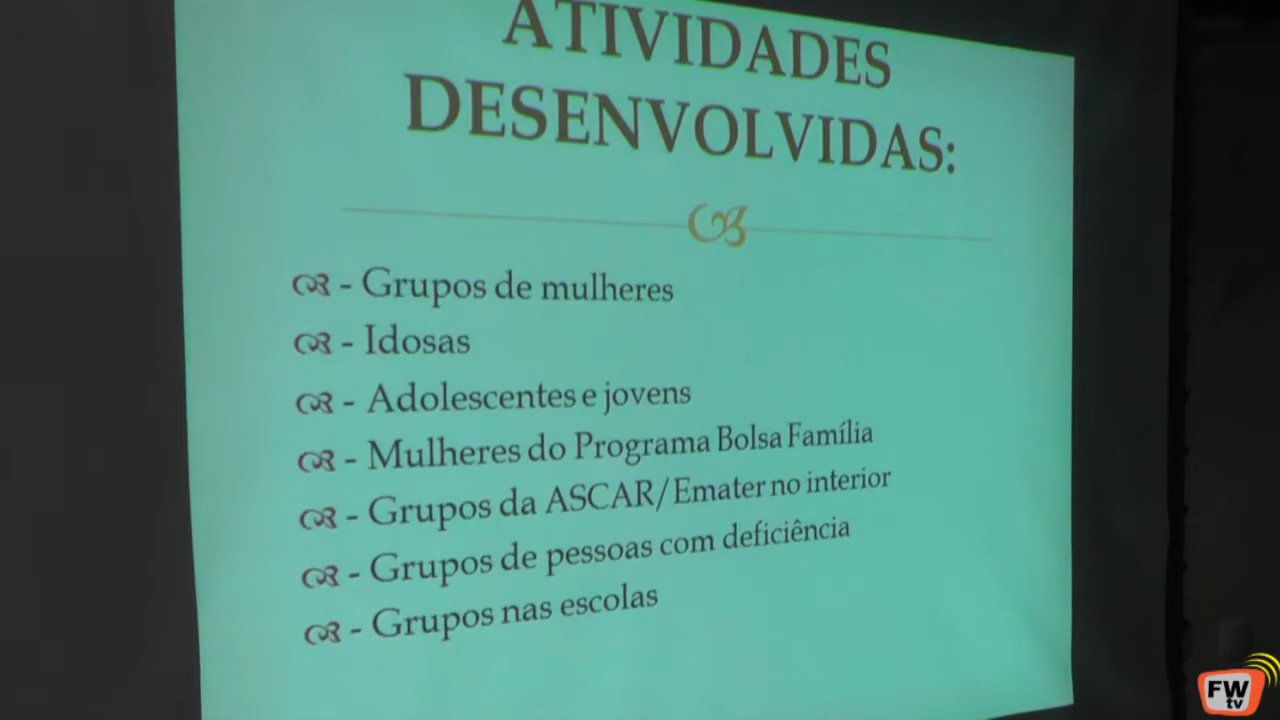 ATIVIDADES
DESENVOLVIDAS:
- Grupos de mulheres
- Idosas
- Adolescentes e jovens
- Mulheres do Programa Bolsa Família
- Grupos da ASCAR/Emater no interior
- Grupos de pessoas com deficiência
- Grupos nas escolas
FW
tv